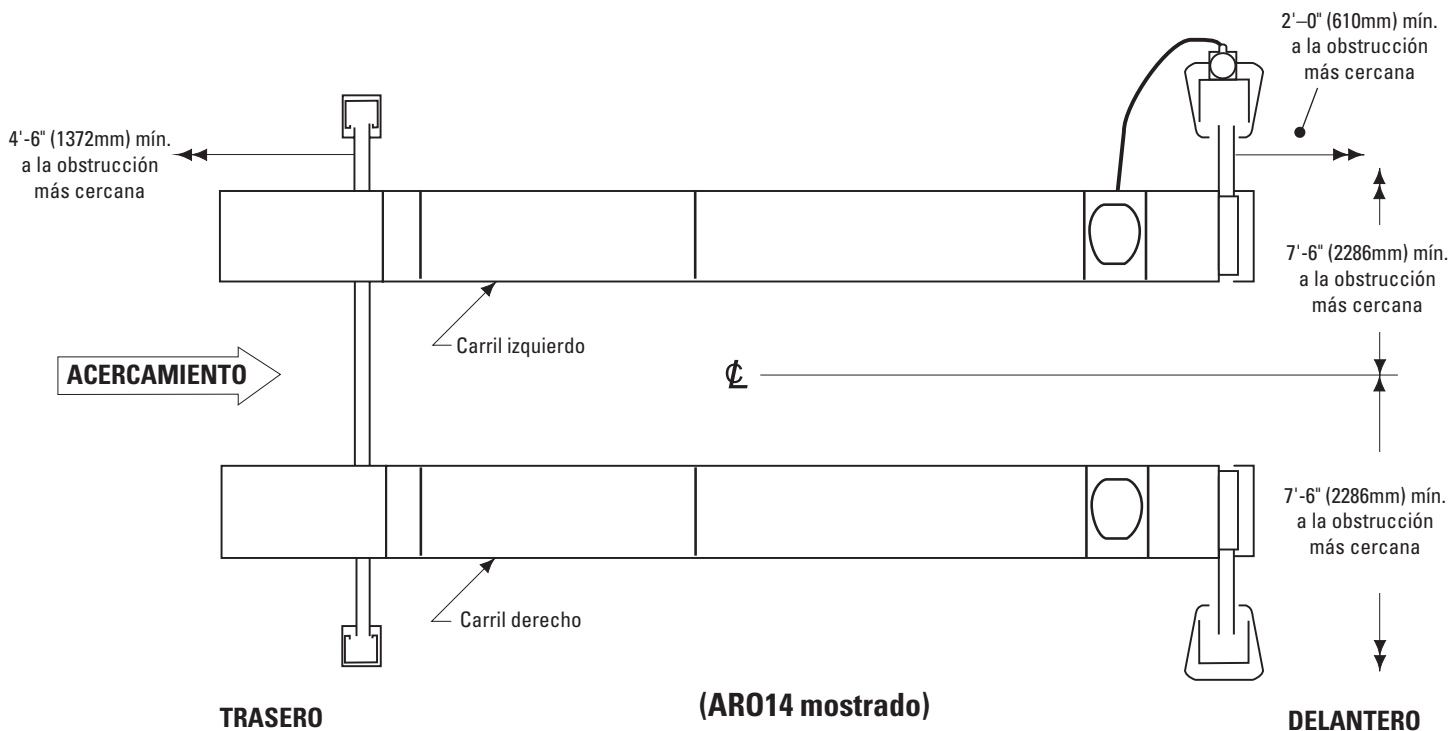 2'–0" (610mm) mín.
a la obstrucción
más cercana
4'-6" (1372mm) mín.
a la obstrucción
más cercana
7'-6" (2286mm) mín.
a la obstrucción
más cercana
Carril izquierdo
ACERCAMIENTO
℄
7'-6" (2286mm) mín.
a la obstrucción
más cercana
Carril derecho
(ARO14 mostrado)
TRASERO
DELANTERO